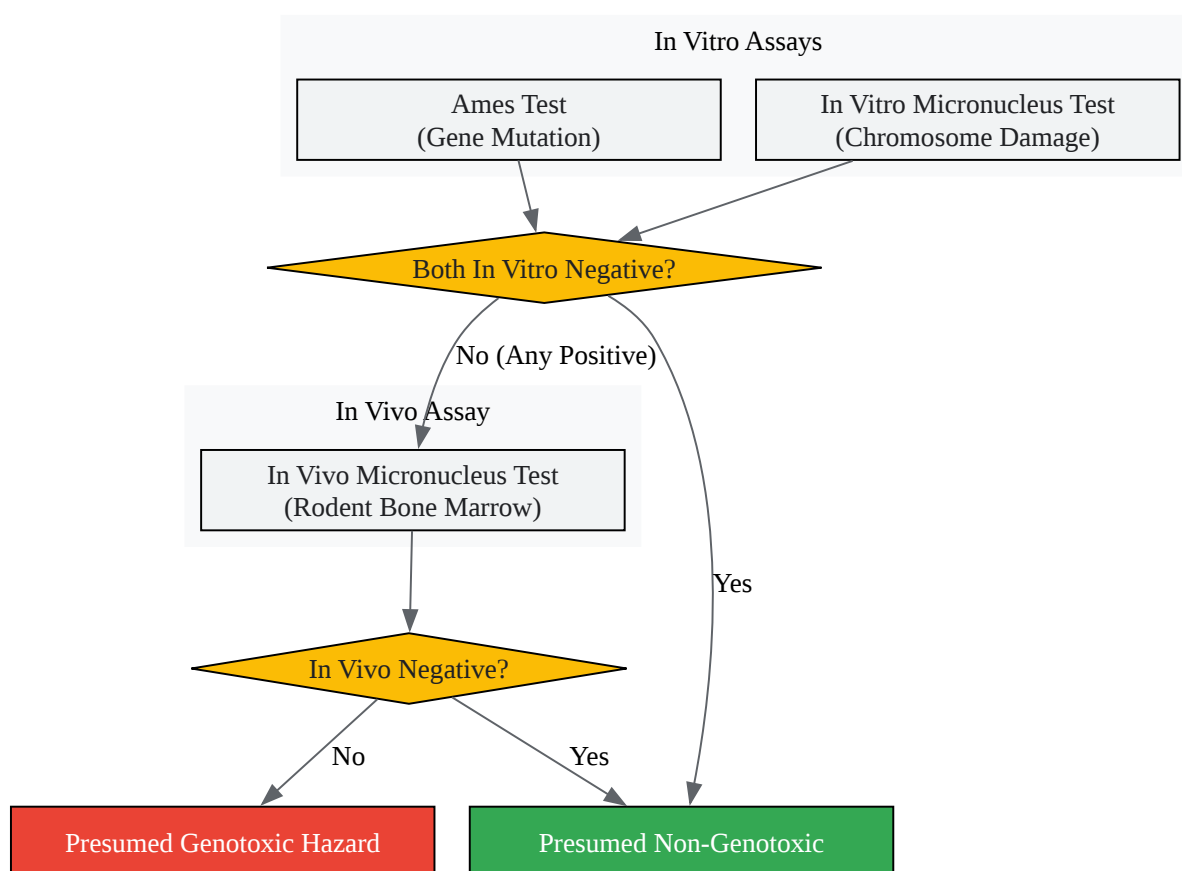 In Vitro Assays
Ames Test
(Gene Mutation)
In Vitro Micronucleus Test
(Chromosome Damage)
Both In Vitro Negative?
No (Any Positive)
In Vivo Assay
In Vivo Micronucleus Test
(Rodent Bone Marrow)
Yes
In Vivo Negative?
No
Yes
Presumed Genotoxic Hazard
Presumed Non-Genotoxic